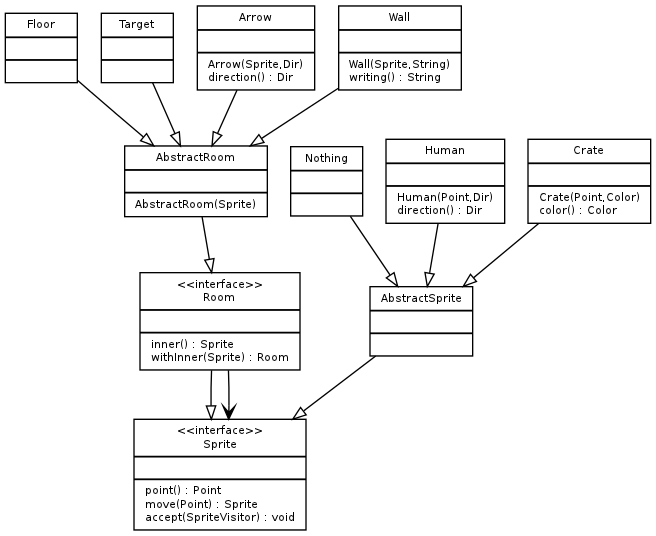 Floor
Target
Arrow
Arrow(Sprite,Dir)
direction() : Dir
Wall
Wall(Sprite,String)
writing() : String
AbstractRoom
AbstractRoom(Sprite)
Nothing
Human
Human(Point,Dir)
direction() : Dir
Crate
Crate(Point,Color)
color() : Color
<<interface>>
Room
inner() : Sprite
withInner(Sprite) : Room
AbstractSprite
<<interface>>
Sprite
point() : Point
move(Point) : Sprite
accept(SpriteVisitor) : void